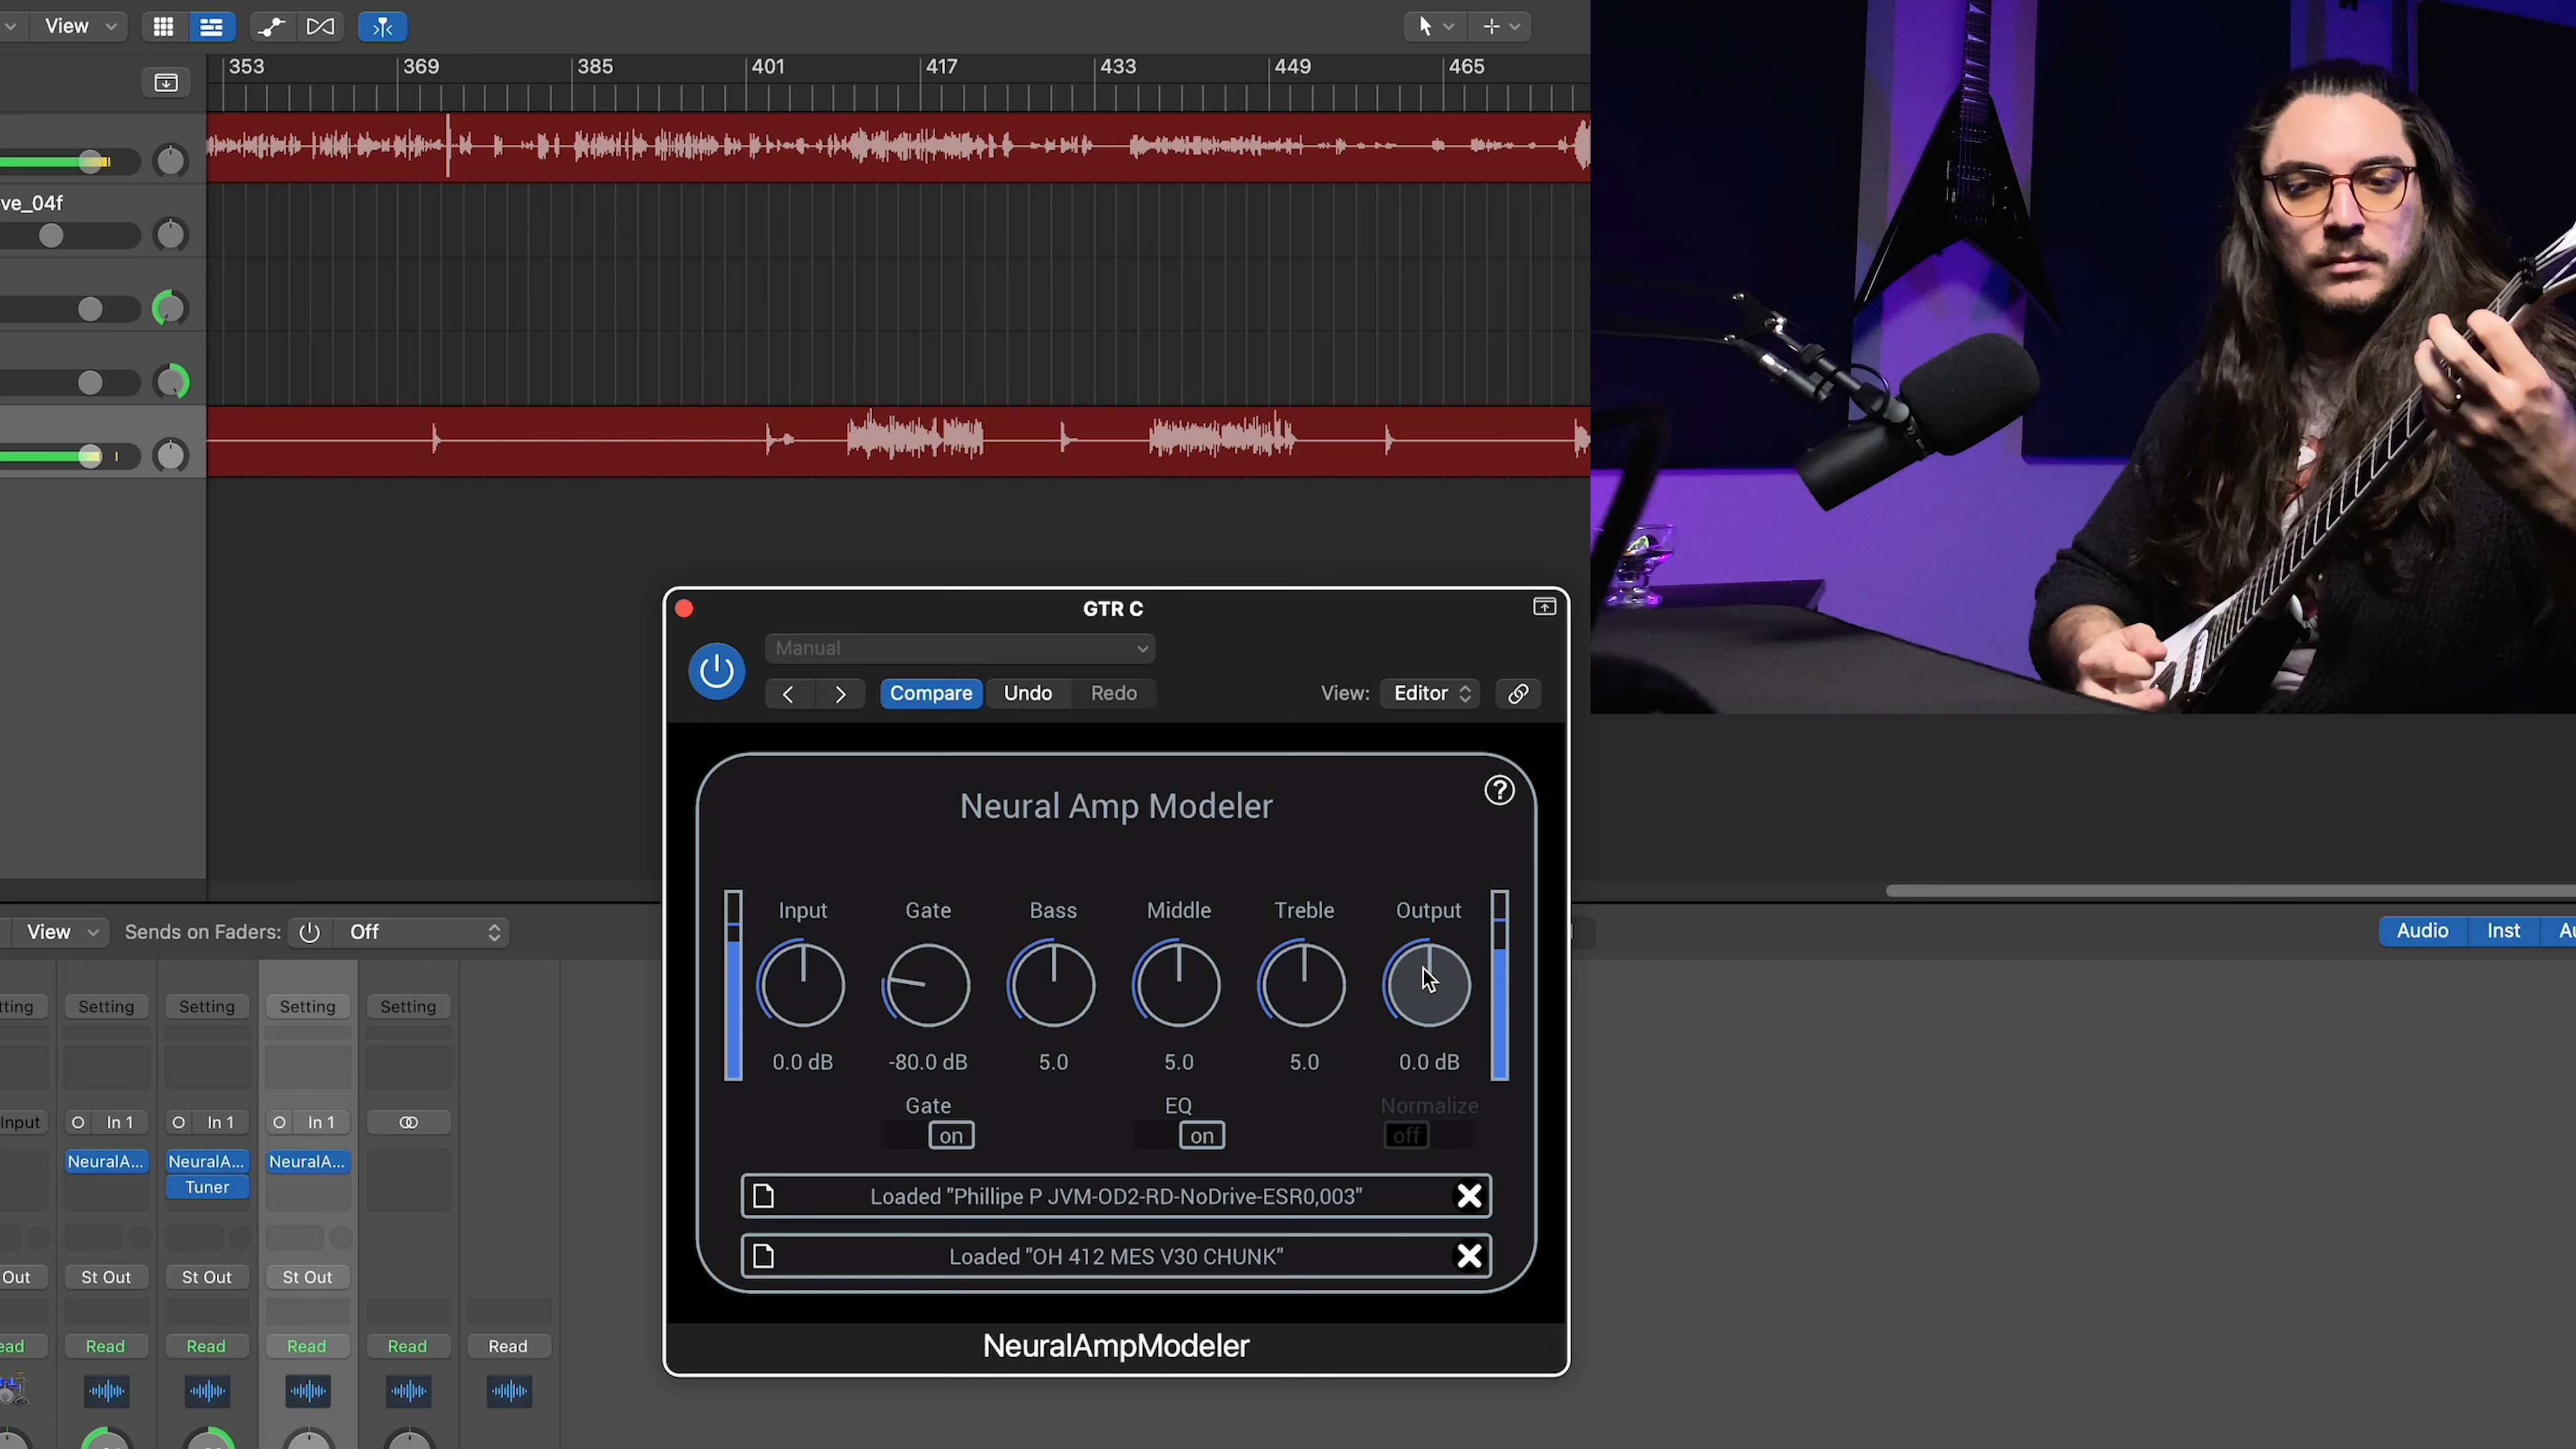 View
353 369 385 401 417 433 449 465
ve_04f
GTR C
Manual
Compare Undo Redo View: Editor
Neural Amp Modeler
?
Input Gate Bass Middle Treble Output
0.0 dB -80.0 dB 5.0 5.0 5.0 0.0 dB
Gate EQ Normalize
on on off
Loaded "Phillipe P JVM-OD2-RD-NoDrive-ESR0,003"
Loaded "OH 412 MES V30 CHUNK"
NeuralAmpModeler
View Sends on Faders: Off
Audio Inst Au
tting Setting Setting Setting Setting
Input In 1 In 1 In 1
NeuralA... NeuralA... NeuralA...
Tuner
Out St Out St Out St Out
ead Read Read Read Read Read